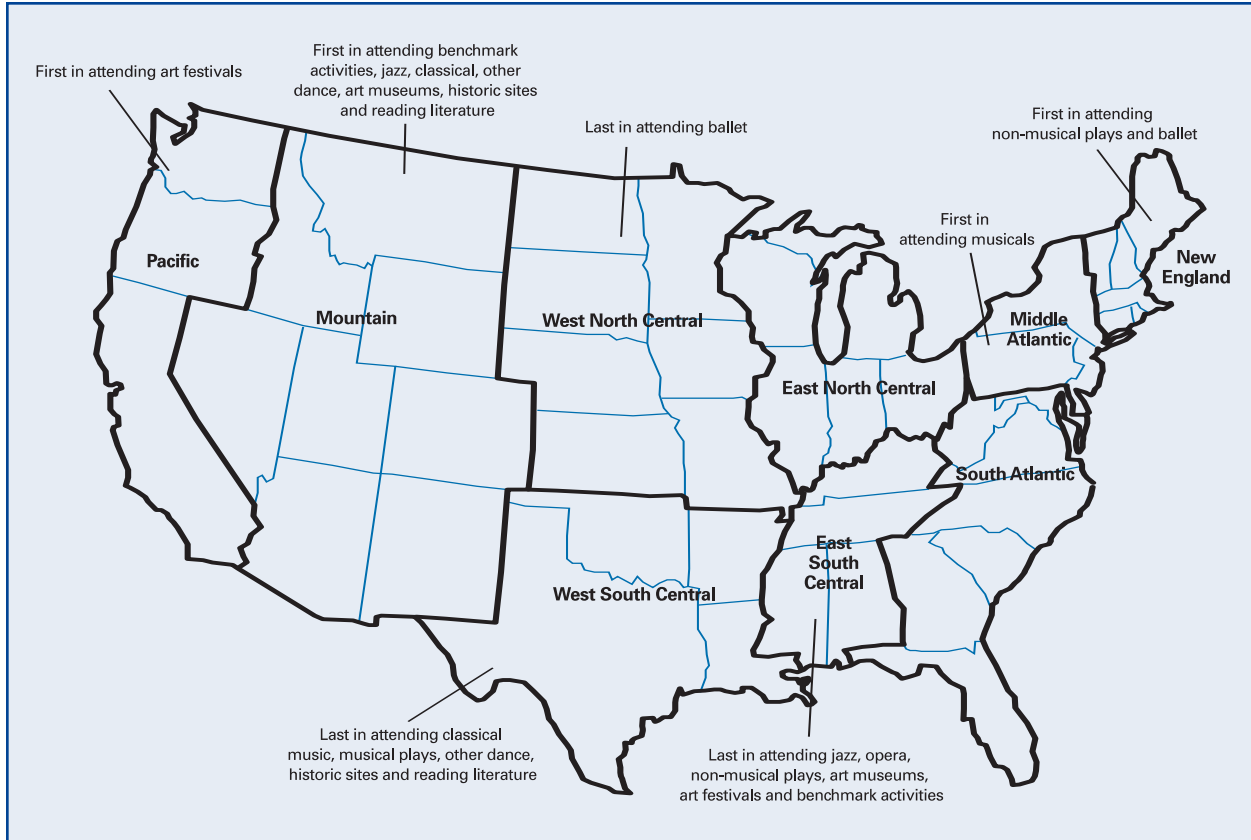 First in attending art festivals
First in attending benchmark
activities, jazz, classical, other
dance, art museums, historic sites
and reading literature
Last in attending ballet
First in attending
non-musical plays and ballet
First in
attending musicals
Pacific
Mountain
West North Central
East North Central
Middle
Atlantic
New
England
South Atlantic
East
South
Central
West South Central
Last in attending classical
music, musical plays, other dance,
historic sites and reading literature
Last in attending jazz, opera,
non-musical plays, art museums,
art festivals and benchmark activities